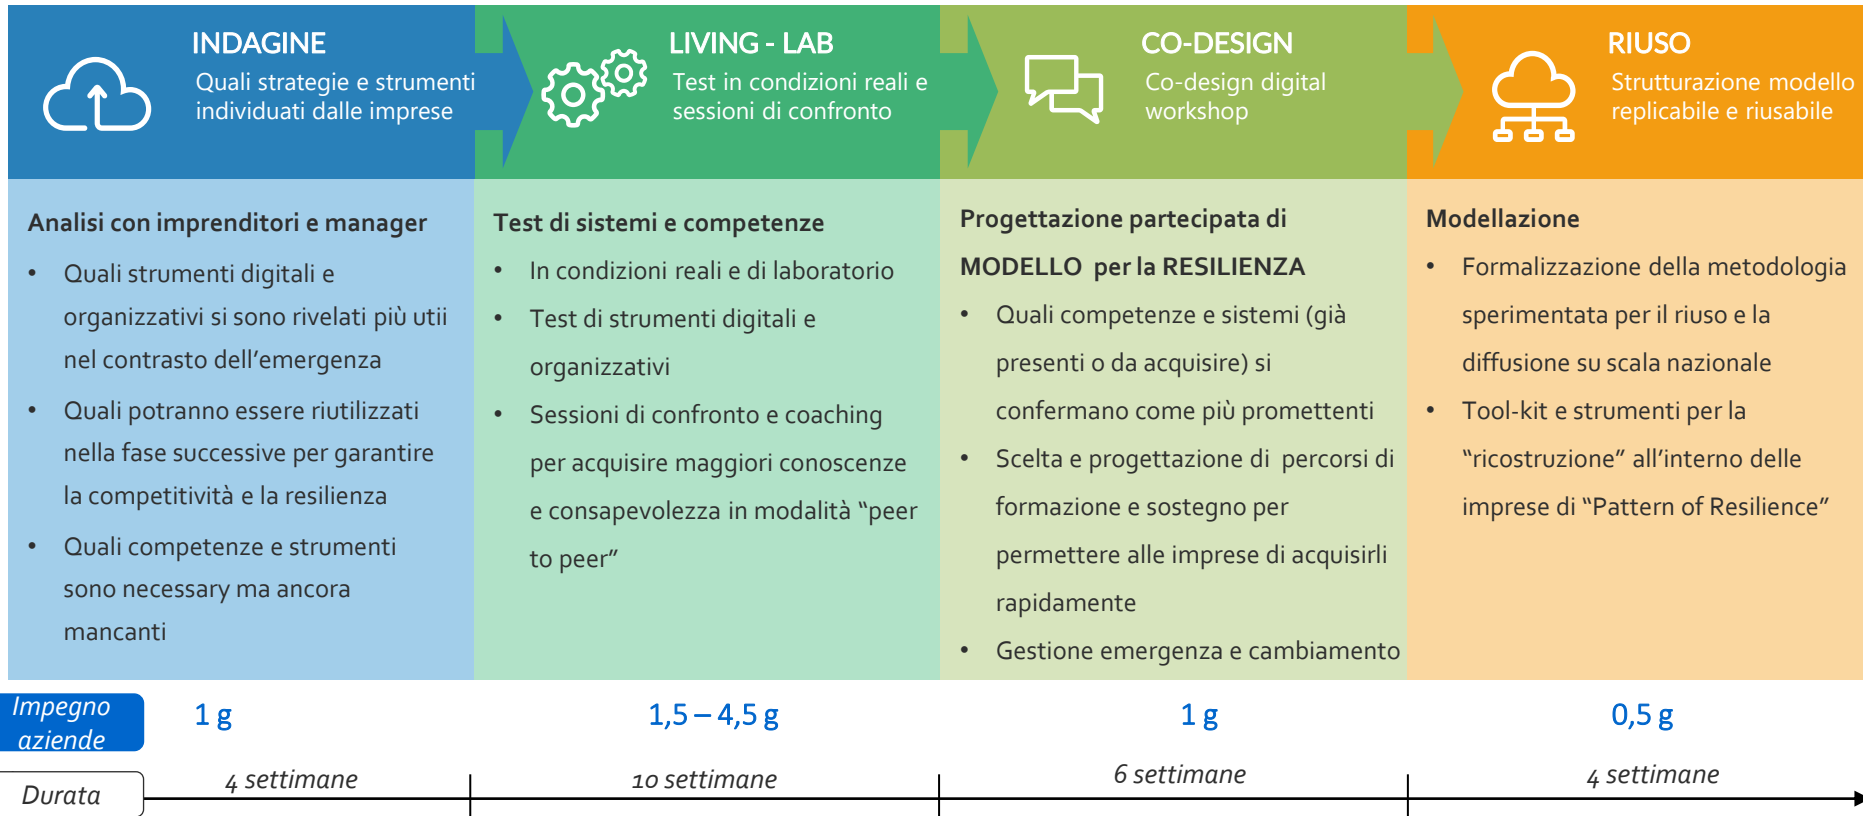 INDAGINE
Quali strategie e strumenti
individuati dalle imprese
LIVING - LAB
Test in condizioni reali e
sessioni di confronto
CO-DESIGN
Co-design digital
workshop
RIUSO
Strutturazione modello
replicabile e riusabile
Analisi con imprenditori e manager
• Quali strumenti digitali e
organizzativi si sono rivelati più utii
nel contrasto dell’emergenza
• Quali potranno essere riutilizzati
nella fase successive per garantire
la competitività e la resilienza
• Quali competenze e strumenti
sono necessary ma ancora
mancanti
Test di sistemi e competenze
• In condizioni reali e di laboratorio
• Test di strumenti digitali e
organizzativi
• Sessioni di confronto e coaching
per acquisire maggiori conoscenze
e consapevolezza in modalità “peer
to peer”
Progettazione partecipata di
MODELLO per la RESILIENZA
• Quali competenze e sistemi (già
presenti o da acquisire) si
confermano come più promettenti
• Scelta e progettazione di percorsi di
formazione e sostegno per
permettere alle imprese di acquisirli
rapidamente
• Gestione emergenza e cambiamento
Modellazione
• Formalizzazione della metodologia
sperimentata per il riuso e la
diffusione su scala nazionale
• Tool-kit e strumenti per la
“ricostruzione” all’interno delle
imprese di “Pattern of Resilience”
Impegno
aziende
1 g
1,5 – 4,5 g
1 g
0,5 g
Durata
4 settimane
10 settimane
6 settimane
4 settimane